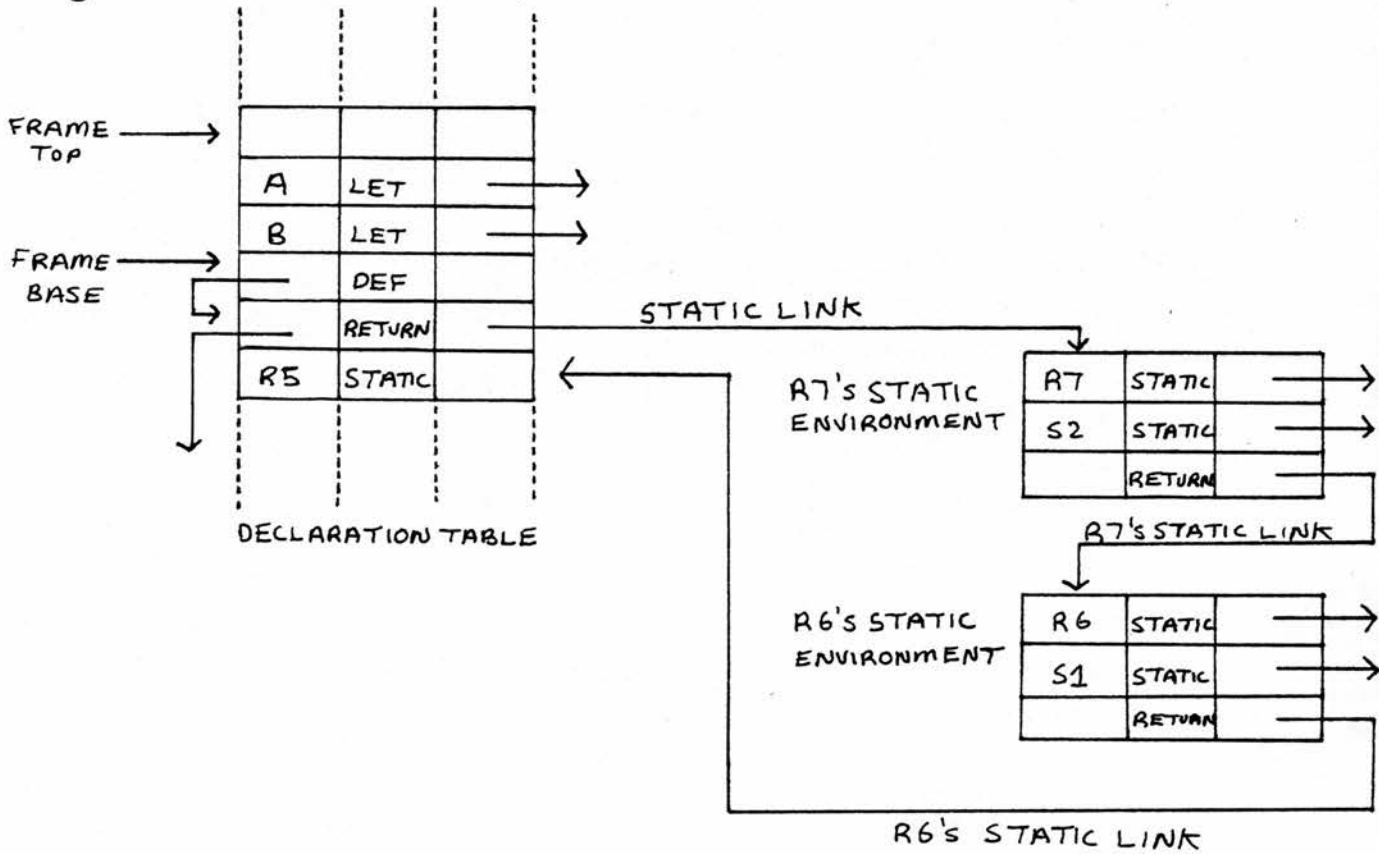 FRAME
TOP
A LET
B LET
FRAME
BASE
DEF
RETURN
R5 STATIC
DECLARATION TABLE
STATIC LINK
R7's STATIC
ENVIRONMENT
R7 STATIC
S2 STATIC
RETURN
R7's STATIC LINK
R6's STATIC
ENVIRONMENT
R6 STATIC
S1 STATIC
RETURN
R6's STATIC LINK